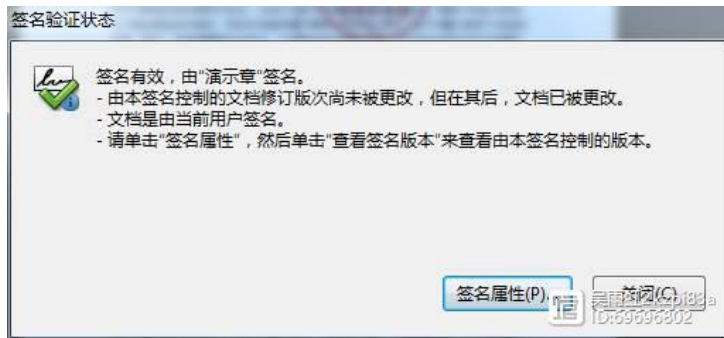 签名验证状态
签名有效，由"演示章"签名。
- 由本签名控制的文档修订版次尚未被更改，但在其后，文档已被更改。
- 文档是由当前用户签名。
- 请单击"签名属性"，然后单击"查看签名版本"来查看由本签名控制的版本。
签名属性(P)...
关闭(C)
ID:69696802